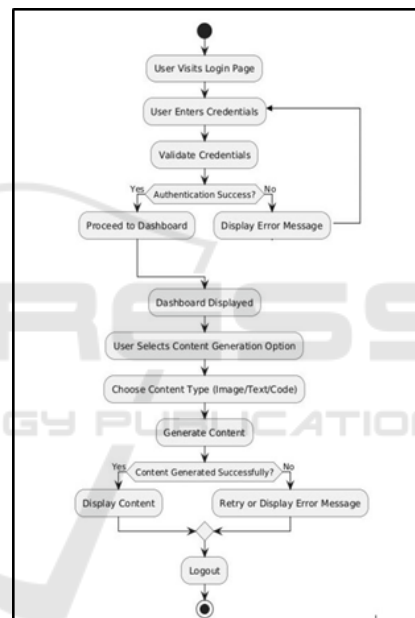 User Visits Login Page
User Enters Credentials
Validate Credentials
Yes
Authentication Success?
No
Proceed to Dashboard
Display Error Message
Dashboard Displayed
User Selects Content Generation Option
Choose Content Type (Image/Text/Code)
Generate Content
Yes
Content Generated Successfully?
No
Display Content
Retry or Display Error Message
Logout